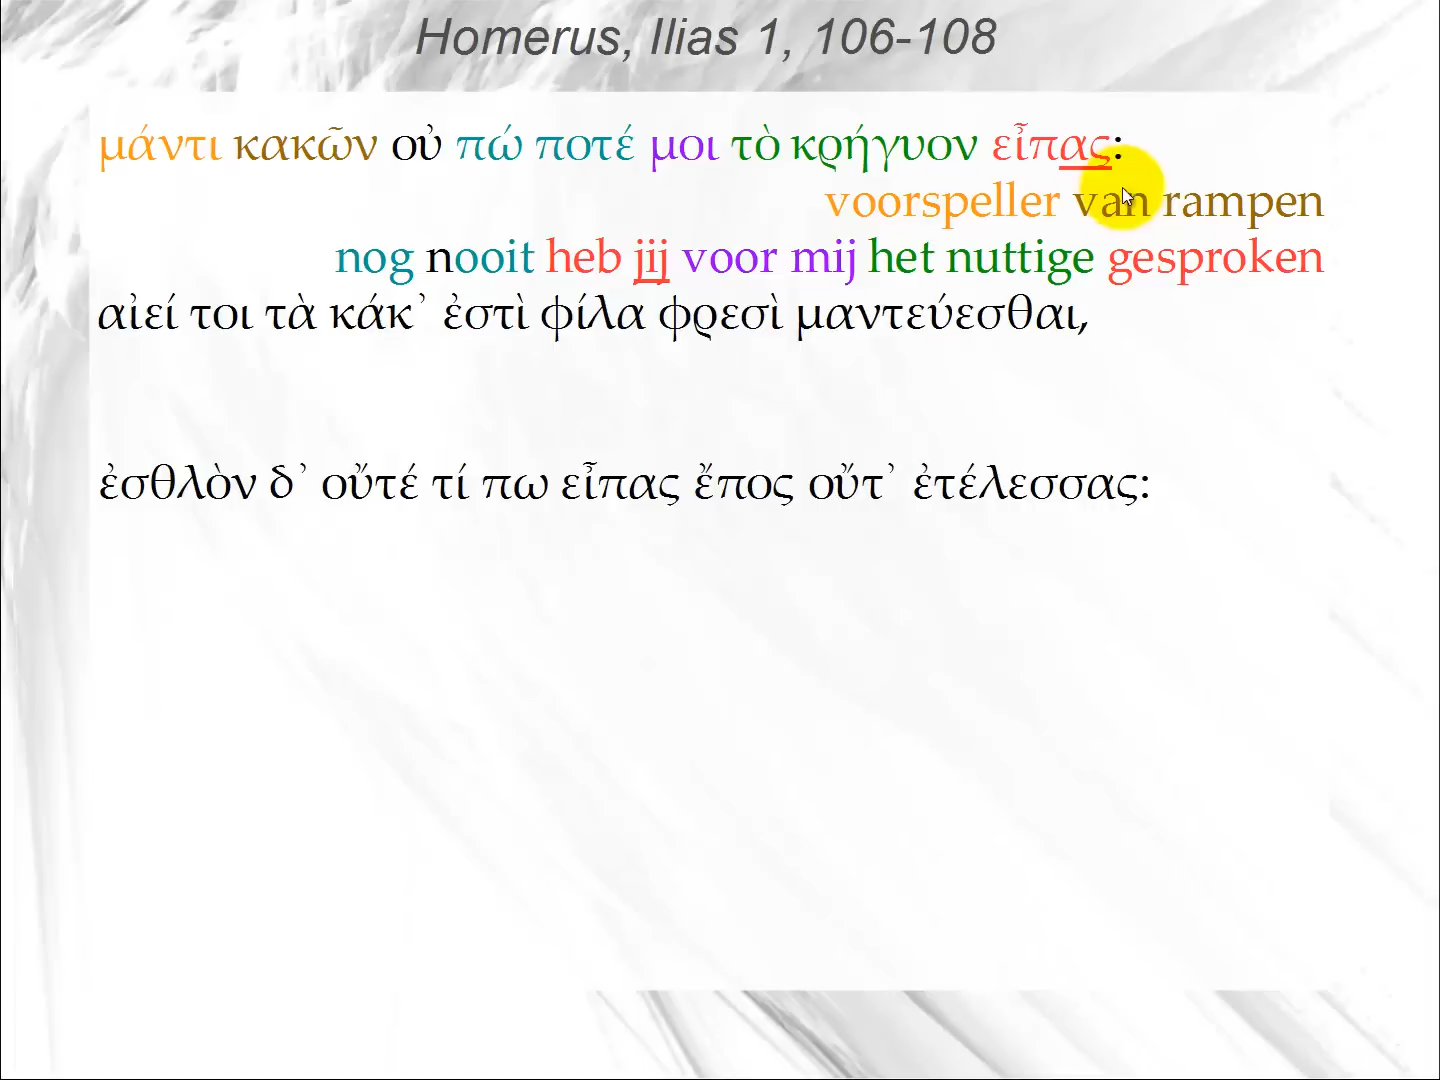 Homerus, Ilias 1, 106-108
μάντι κακῶν οὐ πώ ποτέ μοι τὸ κρήγυον εἶπας:
voorspeller van rampen
nog nooit heb jij voor mij het nuttige gesproken
αἰεί τοι τὰ κάκ᾽ ἐστὶ φίλα φρεσὶ μαντεύεσθαι,
ἐσθλὸν δ᾽ οὔτέ τί πω εἶπας ἔπος οὔτ᾽ ἐτέλεσσας: